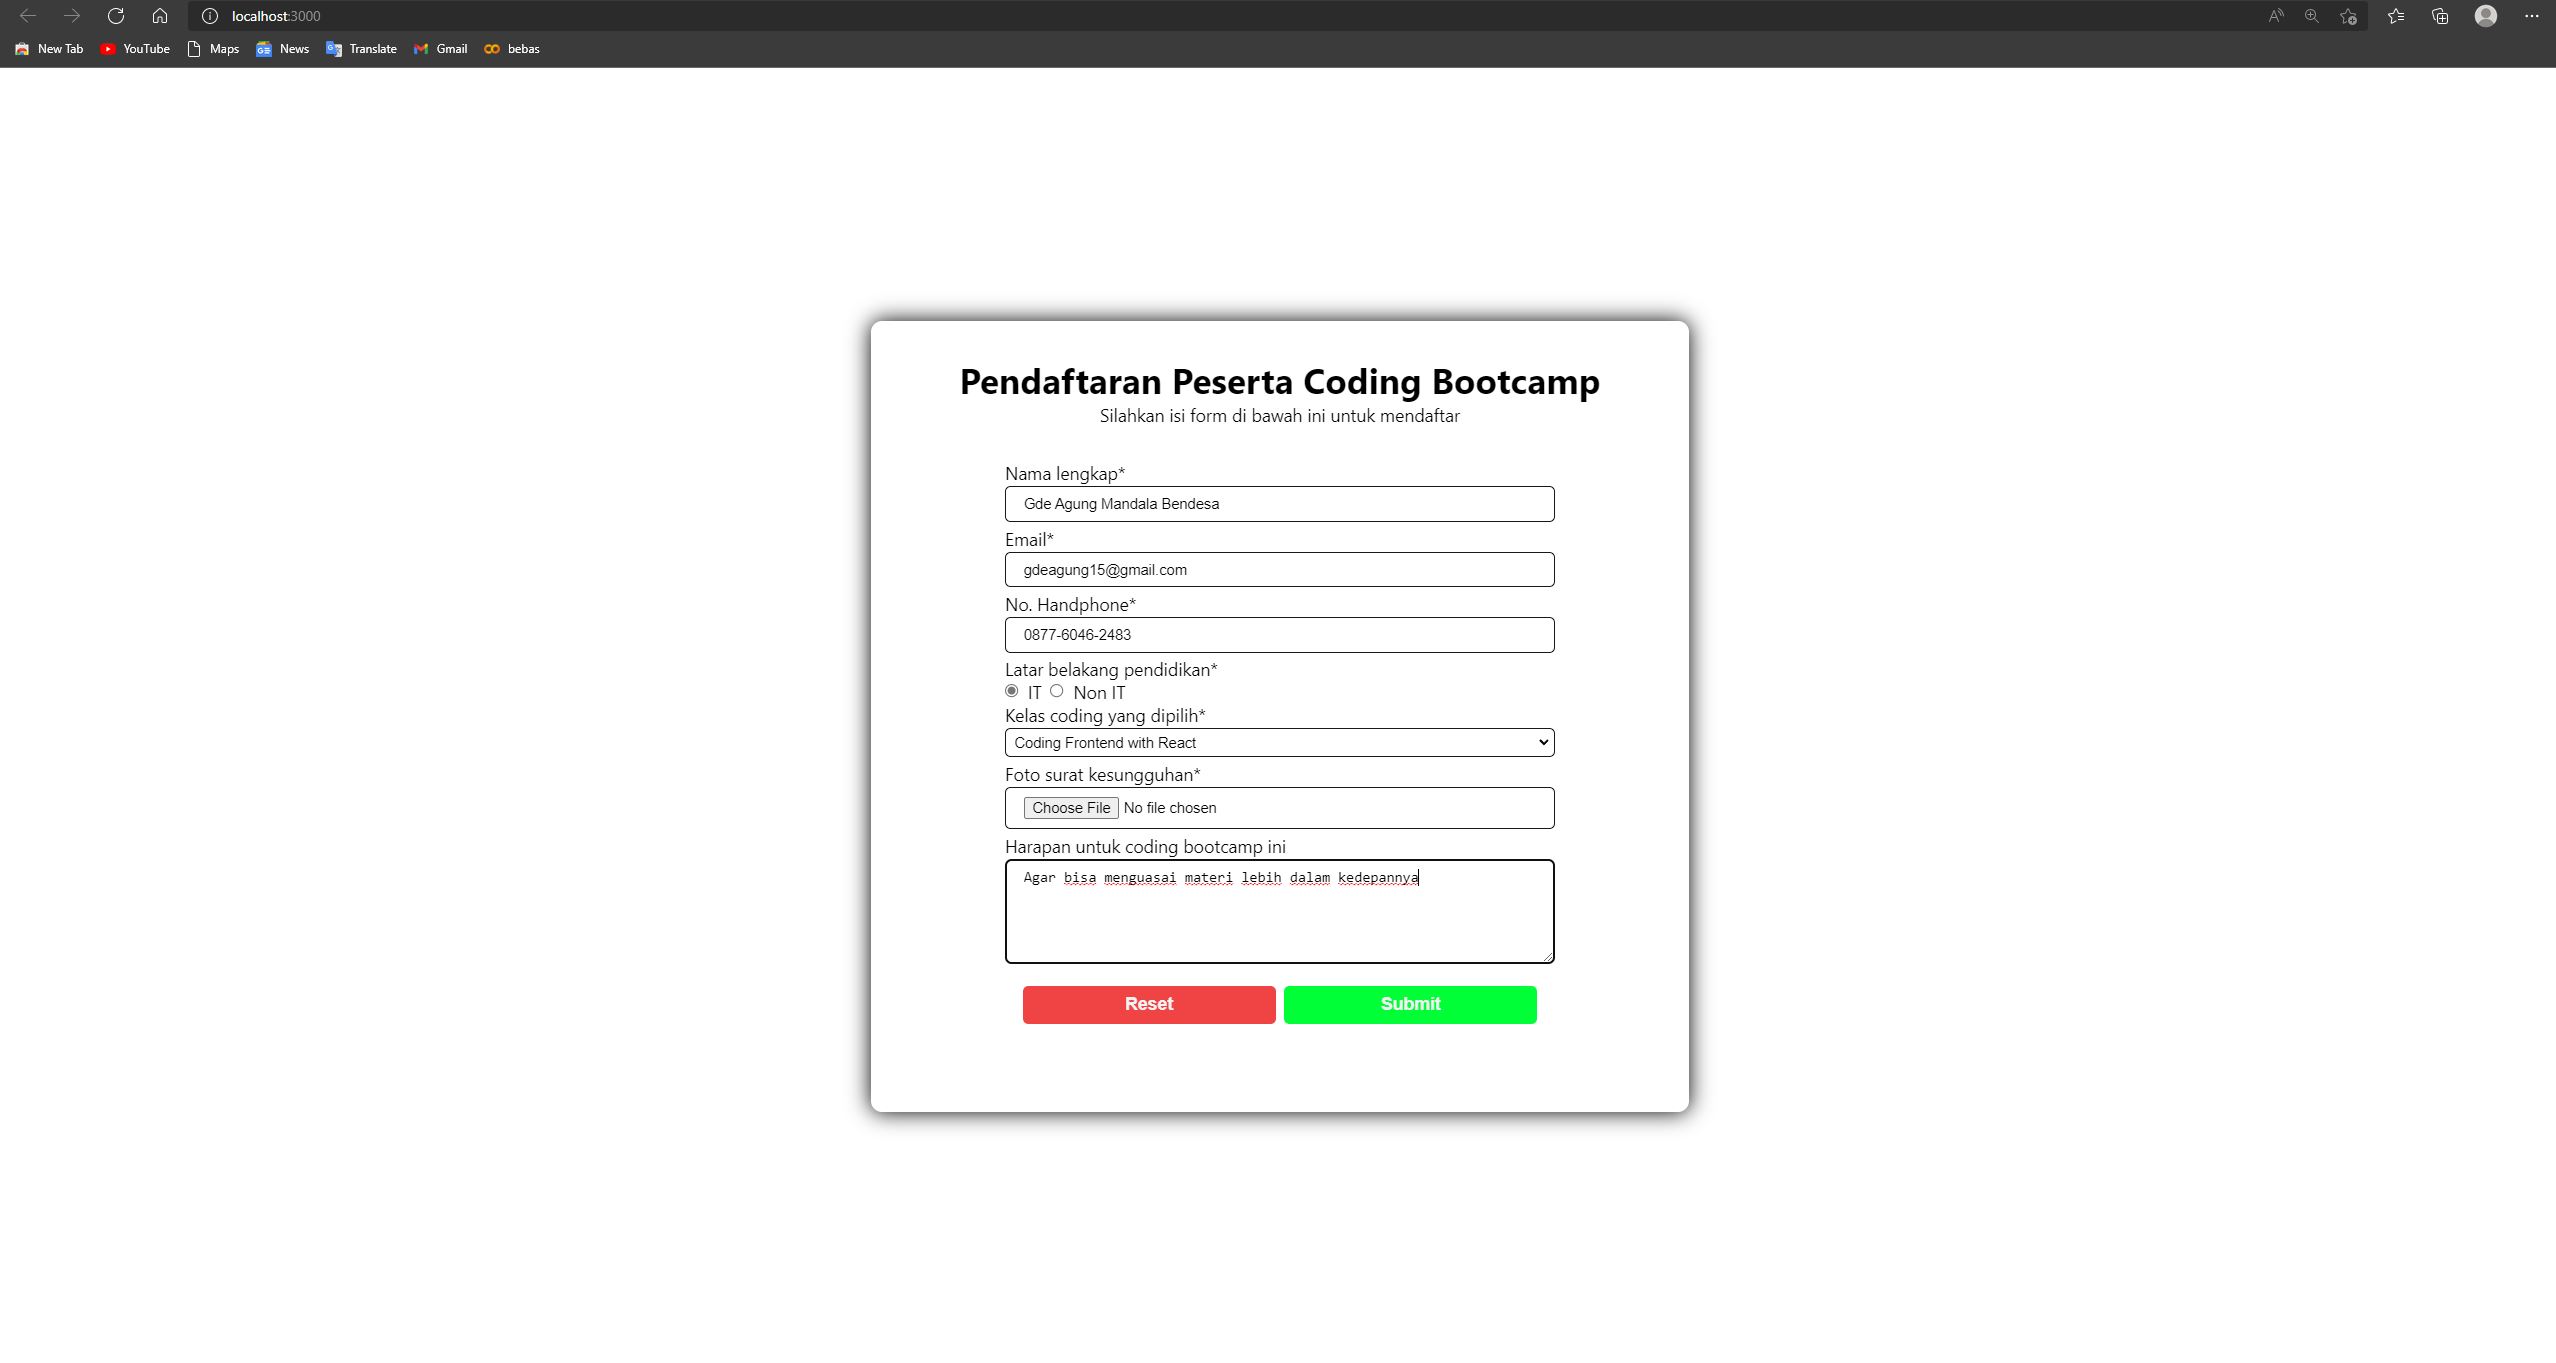 localhost:3000
New Tab YouTube Maps News Translate Gmail bebas
Pendaftaran Peserta Coding Bootcamp
Silahkan isi form di bawah ini untuk mendaftar
Nama lengkap*
Gde Agung Mandala Bendesa
Email*
gdeagung15@gmail.com
No. Handphone*
0877-6046-2483
Latar belakang pendidikan*
IT Non IT
Kelas coding yang dipilih*
Coding Frontend with React
Foto surat kesungguhan*
Choose File No file chosen
Harapan untuk coding bootcamp ini
Agar bisa menguasai materi lebih dalam kedepannya
Reset Submit